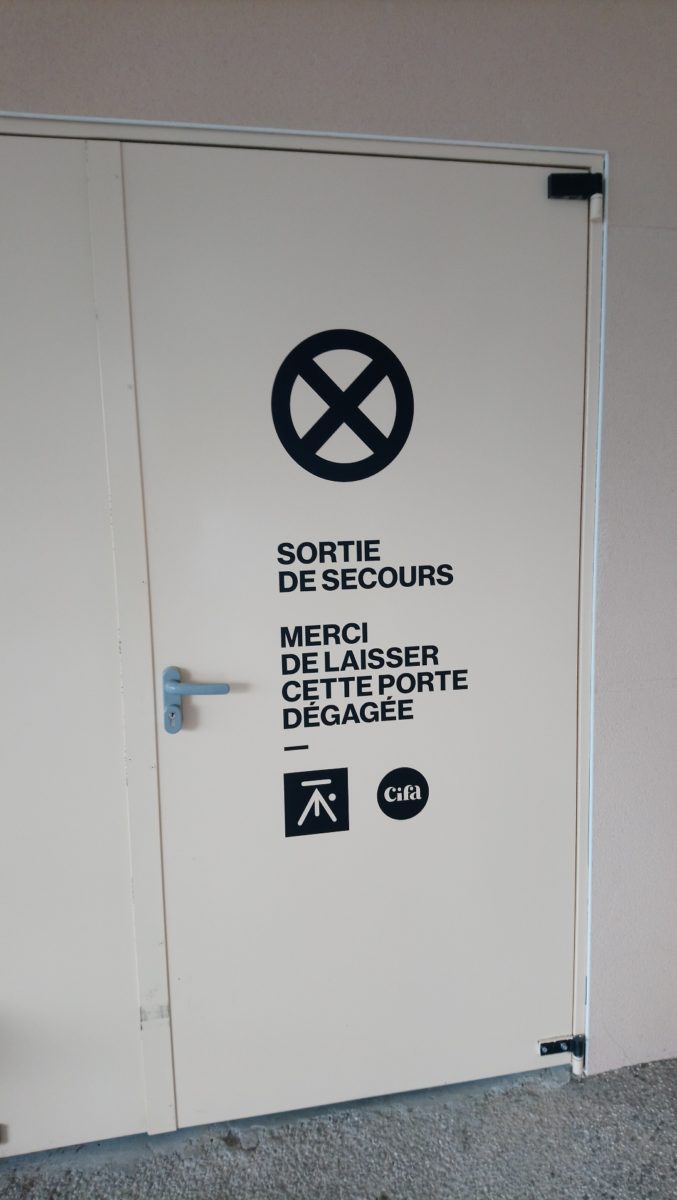 SORTIE
DE SECOURS
MERCI
DE LAISSER
CETTE PORTE
DÉGAGÉE
Cifa